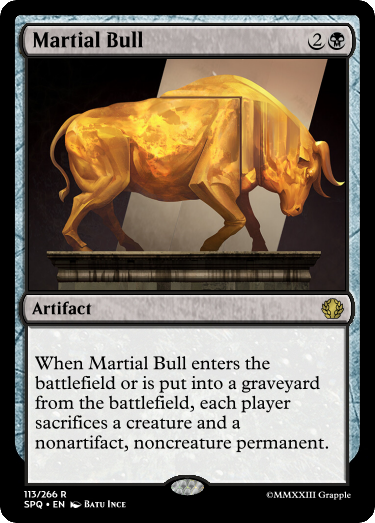 Martial Bull 2
Artifact
When Martial Bull enters the
battlefield or is put into a graveyard
from the battlefield, each player
sacrifices a creature and a
nonartifact, noncreature permanent.
113/266 R
SPQ • EN Batu Ince
©MMXXIII Grapple